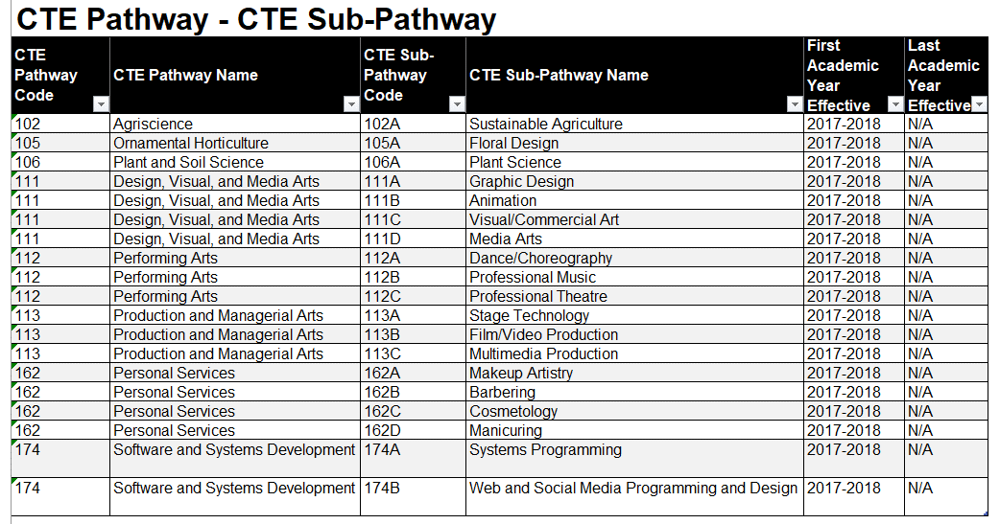 CTE Pathway - CTE Sub-Pathway
CTE Pathway Code CTE Pathway Name CTE Sub-Pathway Code CTE Sub-Pathway Name First Academic Year Effective Last Academic Year Effective
102 Agriscience 102A Sustainable Agriculture 2017-2018 N/A
105 Ornamental Horticulture 105A Floral Design 2017-2018 N/A
106 Plant and Soil Science 106A Plant Science 2017-2018 N/A
111 Design, Visual, and Media Arts 111A Graphic Design 2017-2018 N/A
111 Design, Visual, and Media Arts 111B Animation 2017-2018 N/A
111 Design, Visual, and Media Arts 111C Visual/Commercial Art 2017-2018 N/A
111 Design, Visual, and Media Arts 111D Media Arts 2017-2018 N/A
112 Performing Arts 112A Dance/Choreography 2017-2018 N/A
112 Performing Arts 112B Professional Music 2017-2018 N/A
112 Performing Arts 112C Professional Theatre 2017-2018 N/A
113 Production and Managerial Arts 113A Stage Technology 2017-2018 N/A
113 Production and Managerial Arts 113B Film/Video Production 2017-2018 N/A
113 Production and Managerial Arts 113C Multimedia Production 2017-2018 N/A
162 Personal Services 162A Makeup Artistry 2017-2018 N/A
162 Personal Services 162B Barbering 2017-2018 N/A
162 Personal Services 162C Cosmetology 2017-2018 N/A
162 Personal Services 162D Manicuring 2017-2018 N/A
174 Software and Systems Development 174A Systems Programming 2017-2018 N/A
174 Software and Systems Development 174B Web and Social Media Programming and Design 2017-2018 N/A